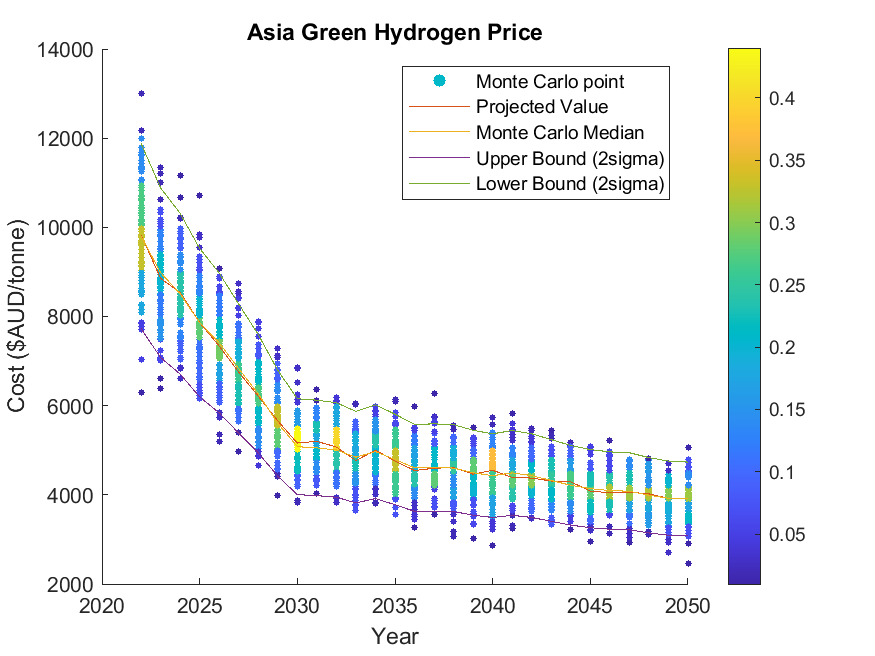 Asia Green Hydrogen Price
14000
12000
10000
8000
6000
4000
2000
Cost ($AUD/tonne)
2020
2025
2030
2035
2040
2045
2050
Year
Monte Carlo point
Projected Value
Monte Carlo Median
Upper Bound (2sigma)
Lower Bound (2sigma)
0.4
0.35
0.3
0.25
0.2
0.15
0.1
0.05